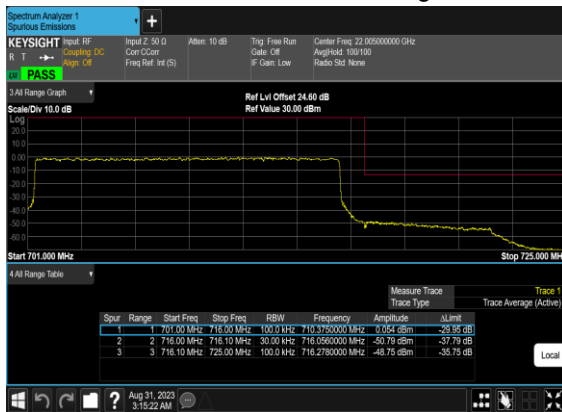 Spectrum Analyzer 1
Spurious Emissions
+
KEYSIGHT Input: RF Input Z: 50 Ω Atten: 10 dB Trig: Free Run Center Freq: 22.005000000 GHz
R T Coupling: DC Corr CCorr Gate: Off Avg|Hold: 100/100
Align: Off Freq Ref: Int (S) IF Gain: Low Radio Std: None
LXI PASS
3 All Range Graph
Ref Lvl Offset 24.60 dB
Scale/Div 10.0 dB Ref Value 30.00 dBm
Log
20.0
10.0
0.00
-10.0
-20.0
-30.0
-40.0
-50.0
-60.0
Start 701.000 MHz Stop 725.000 MH
4 All Range Table
Measure Trace Trace 1
Trace Type Trace Average (Active)
Spur Range Start Freq Stop Freq RBW Frequency Amplitude ΔLimit
1 1 701.00 MHz 716.00 MHz 100.0 kHz 710.3750000 MHz 0.054 dBm -29.95 dB
2 2 716.00 MHz 716.10 MHz 30.00 kHz 716.0560000 MHz -50.79 dBm -37.79 dB
3 3 716.10 MHz 725.00 MHz 100.0 kHz 716.2780000 MHz -48.75 dBm -35.75 dB
Local
? Aug 31, 2023
3:15:22 AM